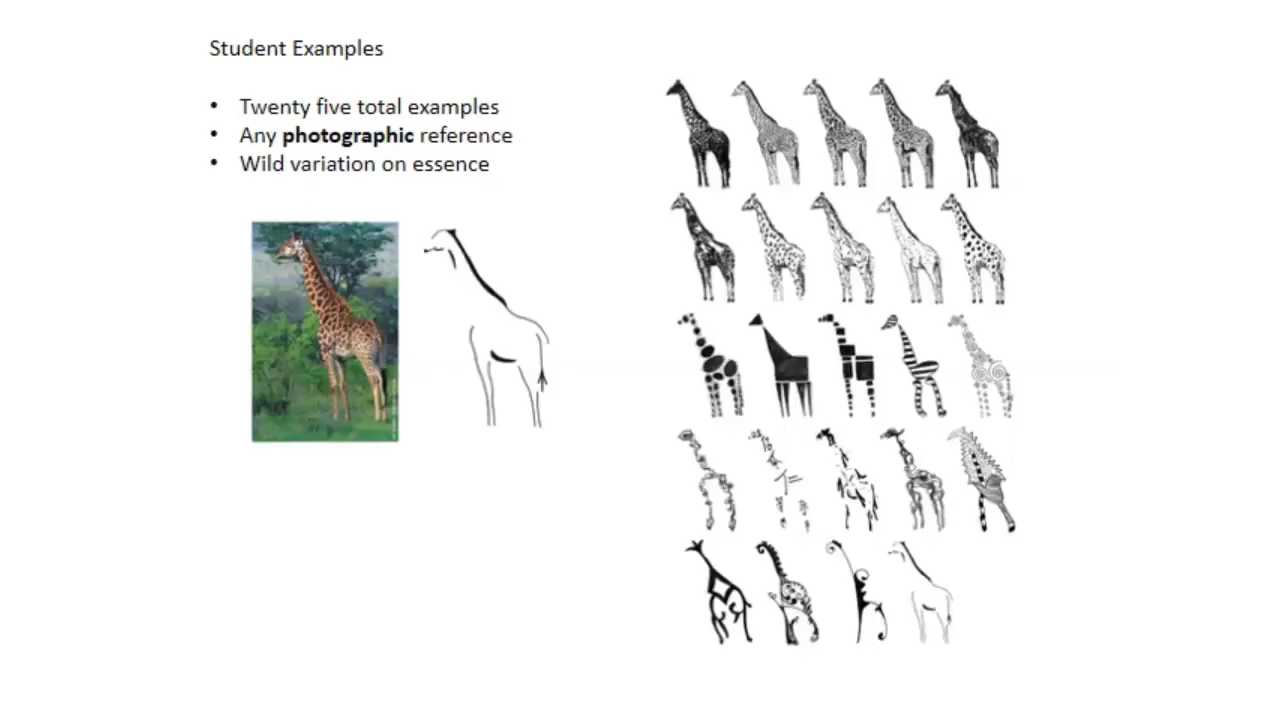 Student Examples
• Twenty five total examples
• Any photographic reference
• Wild variation on essence